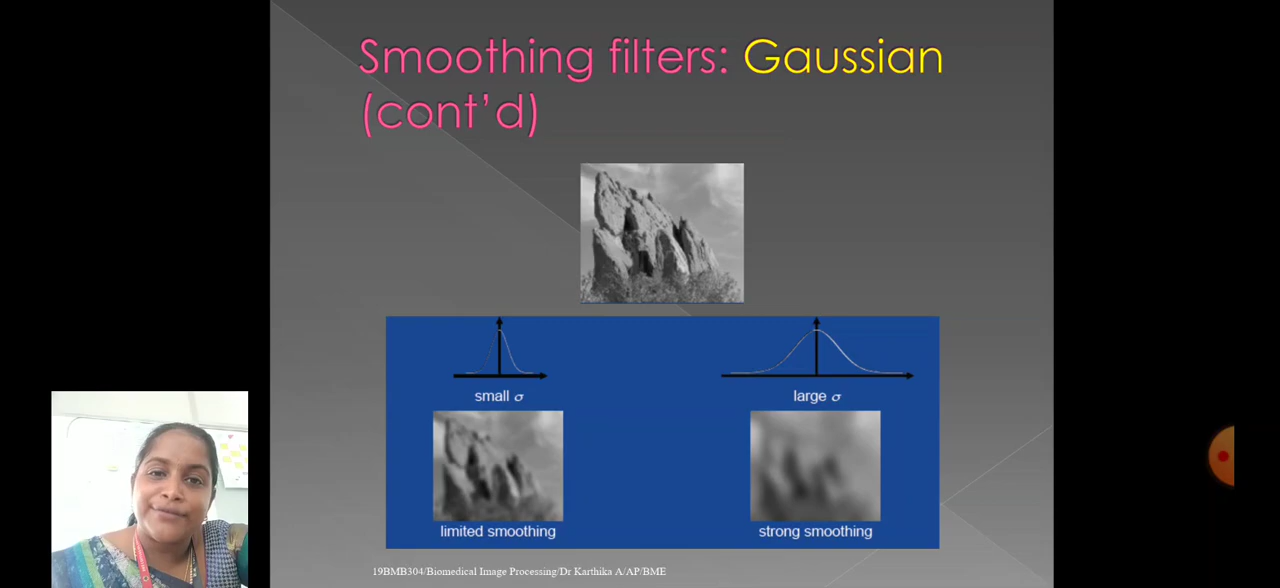 Smoothing filters: Gaussian
(cont’d)
small σ
large σ
limited smoothing
strong smoothing
19BMB304/Biomedical Image Processing/Dr Karthika A/AP/BME